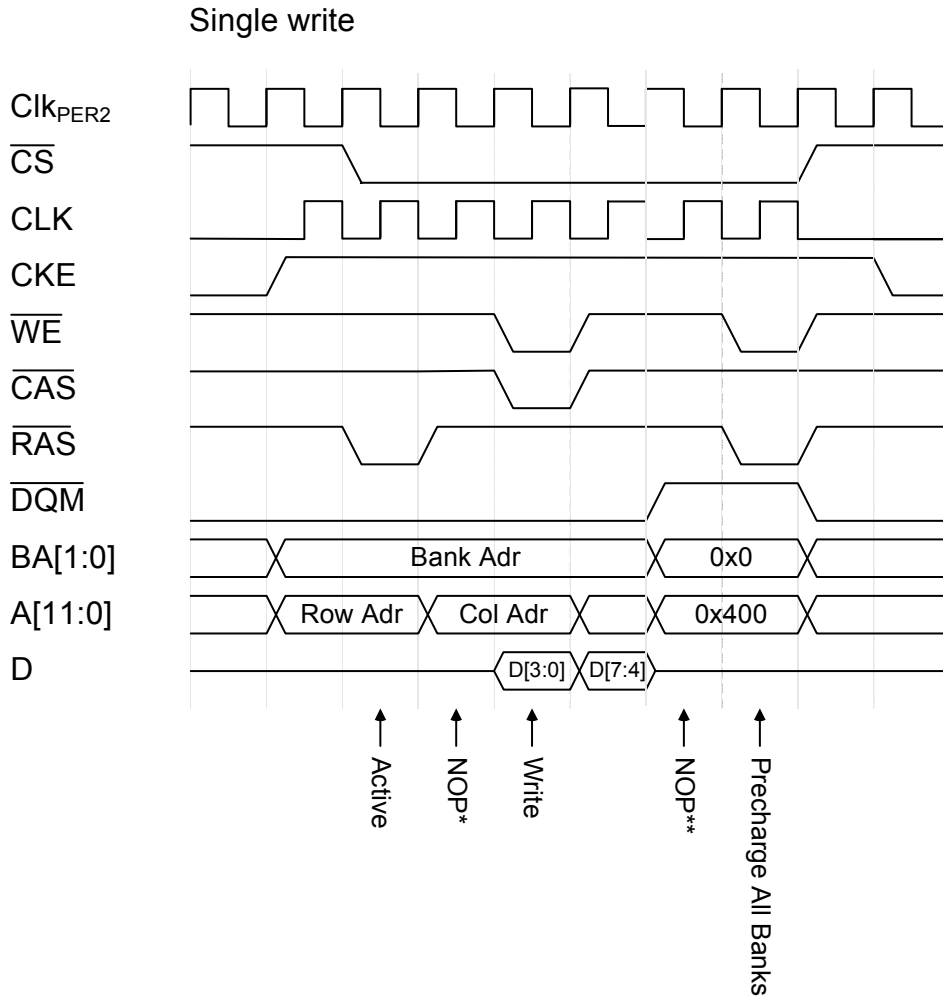 Single write
ClkPER2
CS
CLK
CKE
WE
CAS
RAS
DQM
BA[1:0] Bank Adr 0x0
A[11:0] Row Adr Col Adr 0x400
D D[3:0] D[7:4]
Active
NOP*
Write
NOP**
Precharge All Banks